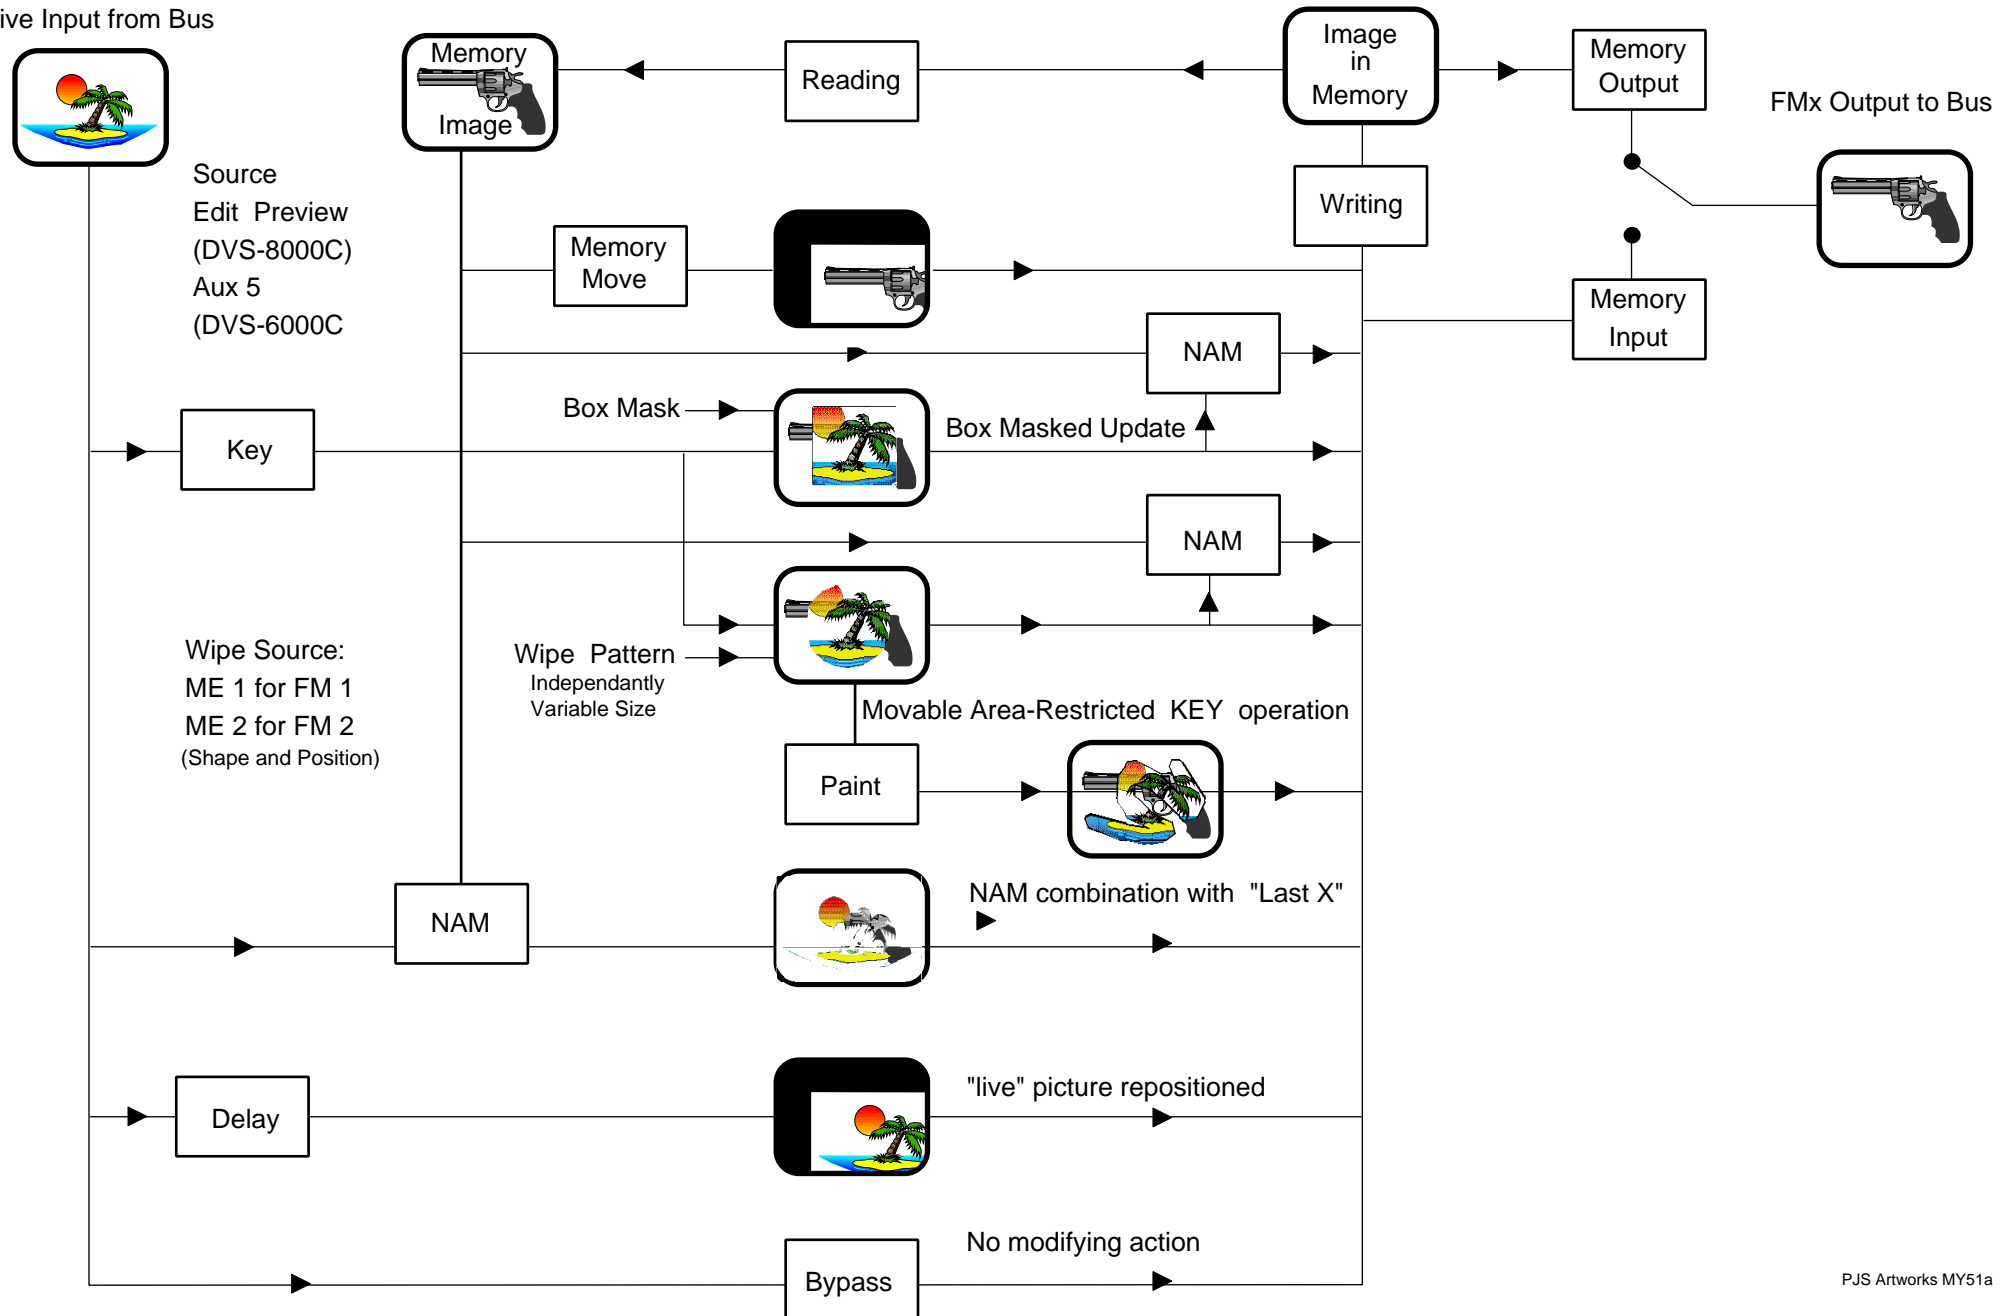 ive Input from Bus
Memory
Image
Reading
Image
in
Memory
Memory
Output
FMx Output to Bus
Source
Edit Preview
(DVS-8000C)
Aux 5
(DVS-6000C
Memory
Move
Writing
Memory
Input
NAM
Box Mask
Box Masked Update
Key
NAM
Wipe Source:
ME 1 for FM 1
ME 2 for FM 2
(Shape and Position)
Wipe Pattern
Independantly
Variable Size
Movable Area-Restricted KEY operation
Paint
NAM
NAM combination with "Last X"
Delay
"live" picture repositioned
Bypass
No modifying action
PJS Artworks MY51a